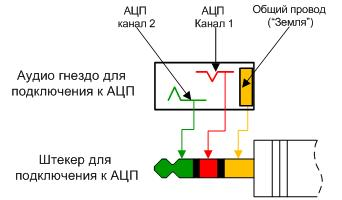 АЦП
канал 2
АЦП
Канал 1
Общий провод
("Земля")
Аудио гнездо для
подключения к АЦП
Штекер для
подключения к АЦП